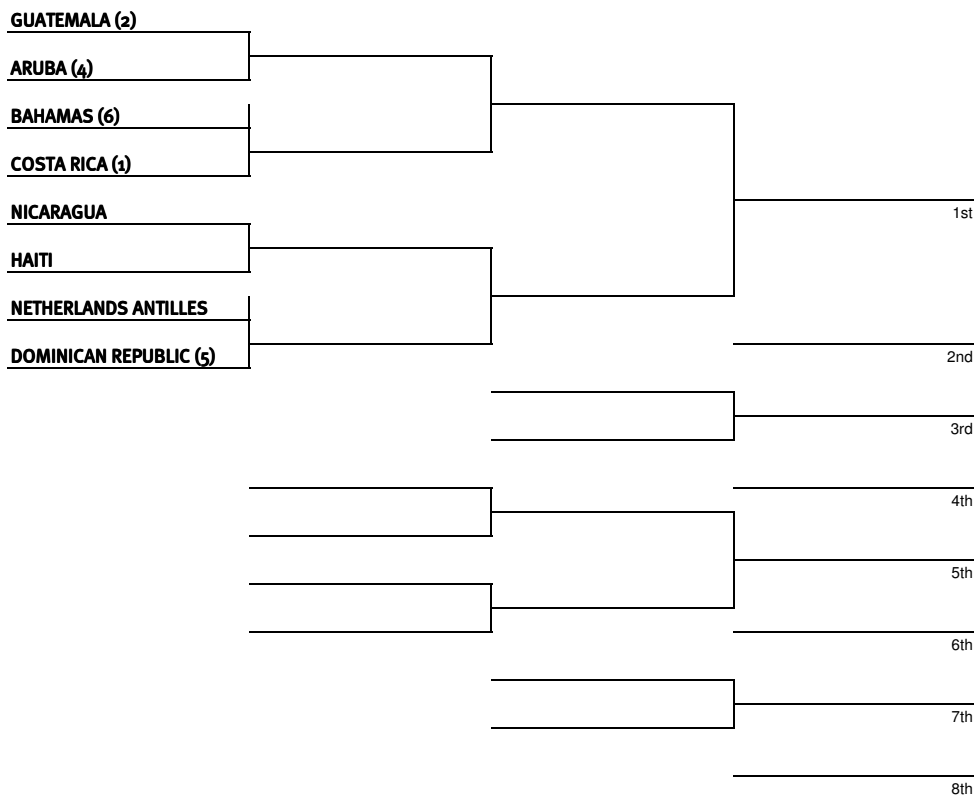 GUATEMALA (2)
ARUBA (4)
BAHAMAS (6)
COSTA RICA (1)
NICARAGUA
1st
HAITI
NETHERLANDS ANTILLES
DOMINICAN REPUBLIC (5)
2nd
3rd
4th
5th
6th
7th
8th